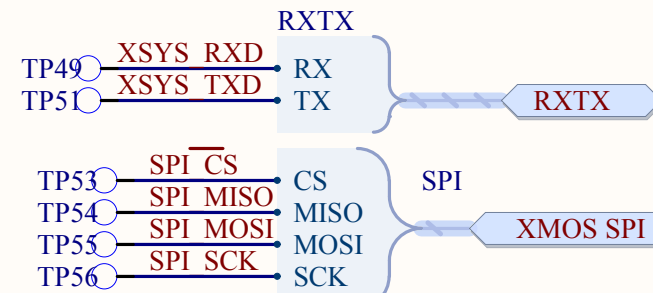 RXTX
TP49 XSYS_RXD RX
TP51 XSYS_TXD TX
RXTX
TP53 SPI_CS CS
SPI
TP54 SPI_MISO MISO
TP55 SPI_MOSI MOSI
XMOS SPI
TP56 SPI_SCK SCK